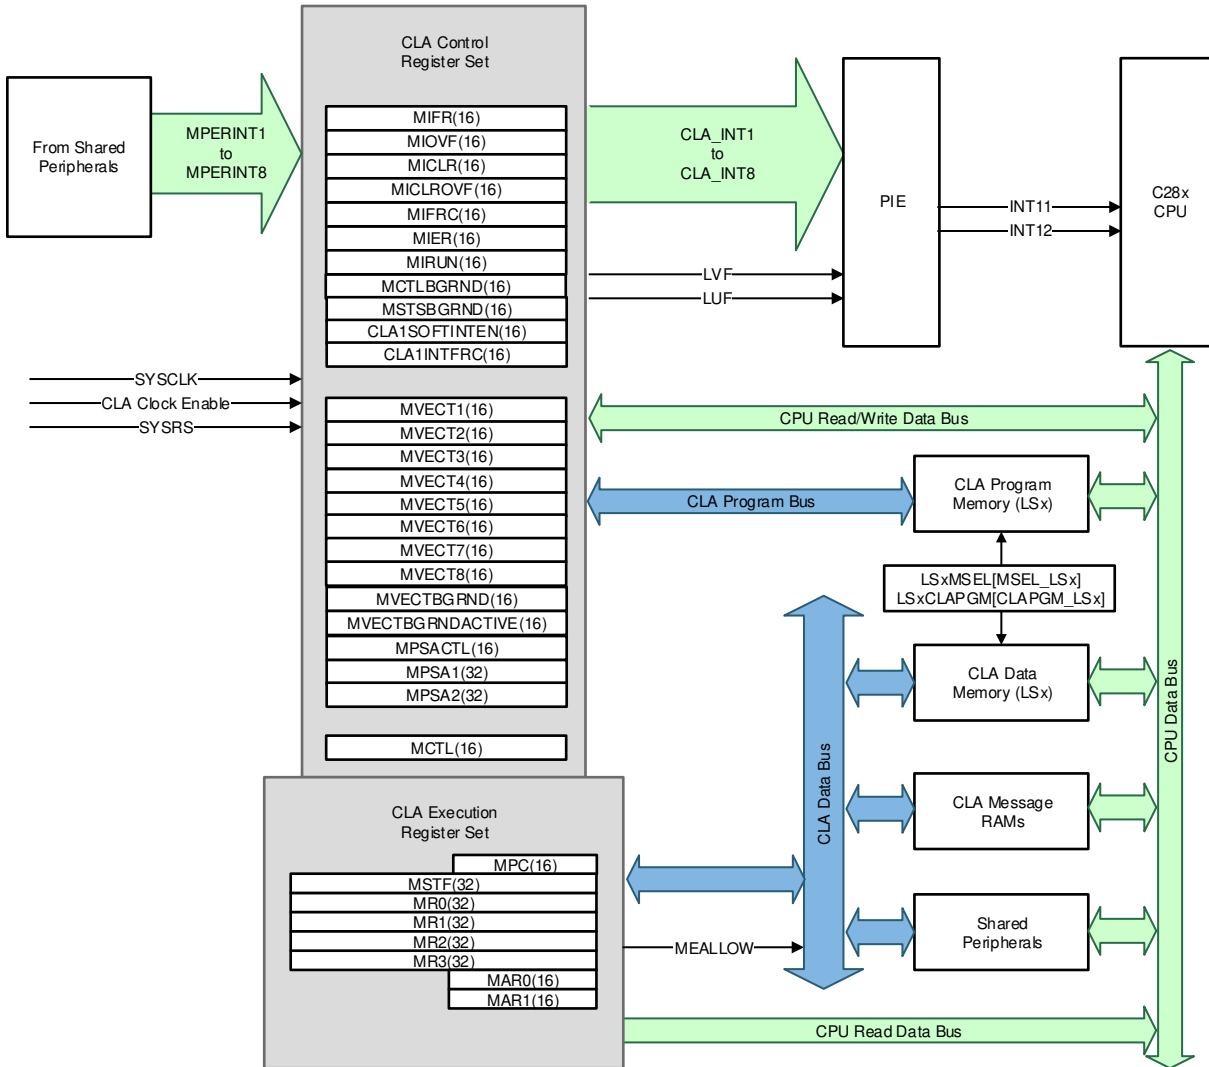 CLA Control
Register Set
From Shared
Peripherals
MPERINT1
to
MPERINT8
MIFR(16)
MIOVF(16)
MICLR(16)
MICLROVF(16)
MIFRC(16)
MIER(16)
MIRUN(16)
MCTLBGRND(16)
MSTSBGRND(16)
CLA1SOFTINTEN(16)
CLA1INTFRC(16)
CLA_INT1
to
CLA_INT8
LVF
LUF
PIE
INT11
INT12
C28x
CPU
SYSCLK
CLA Clock Enable
SYSRS
MVECT1(16)
MVECT2(16)
MVECT3(16)
MVECT4(16)
MVECT5(16)
MVECT6(16)
MVECT7(16)
MVECT8(16)
MVECTBGRND(16)
MVECTBGRNDACTIVE(16)
MPSACTL(16)
MPSA1(32)
MPSA2(32)
MCTL(16)
CPU Read/Write Data Bus
CLA Program Bus
CLA Program
Memory (LSx)
LSxMSEL[MSEL_LSx]
LSxCLAPGM[CLAPGM_LSx]
CLA Data
Memory (LSx)
CLA Data Bus
CPU Data Bus
CLA Message
RAMs
Shared
Peripherals
CLA Execution
Register Set
MPC(16)
MSTF(32)
MR0(32)
MR1(32)
MR2(32)
MR3(32)
MAR0(16)
MAR1(16)
MEALLOW
CPU Read Data Bus